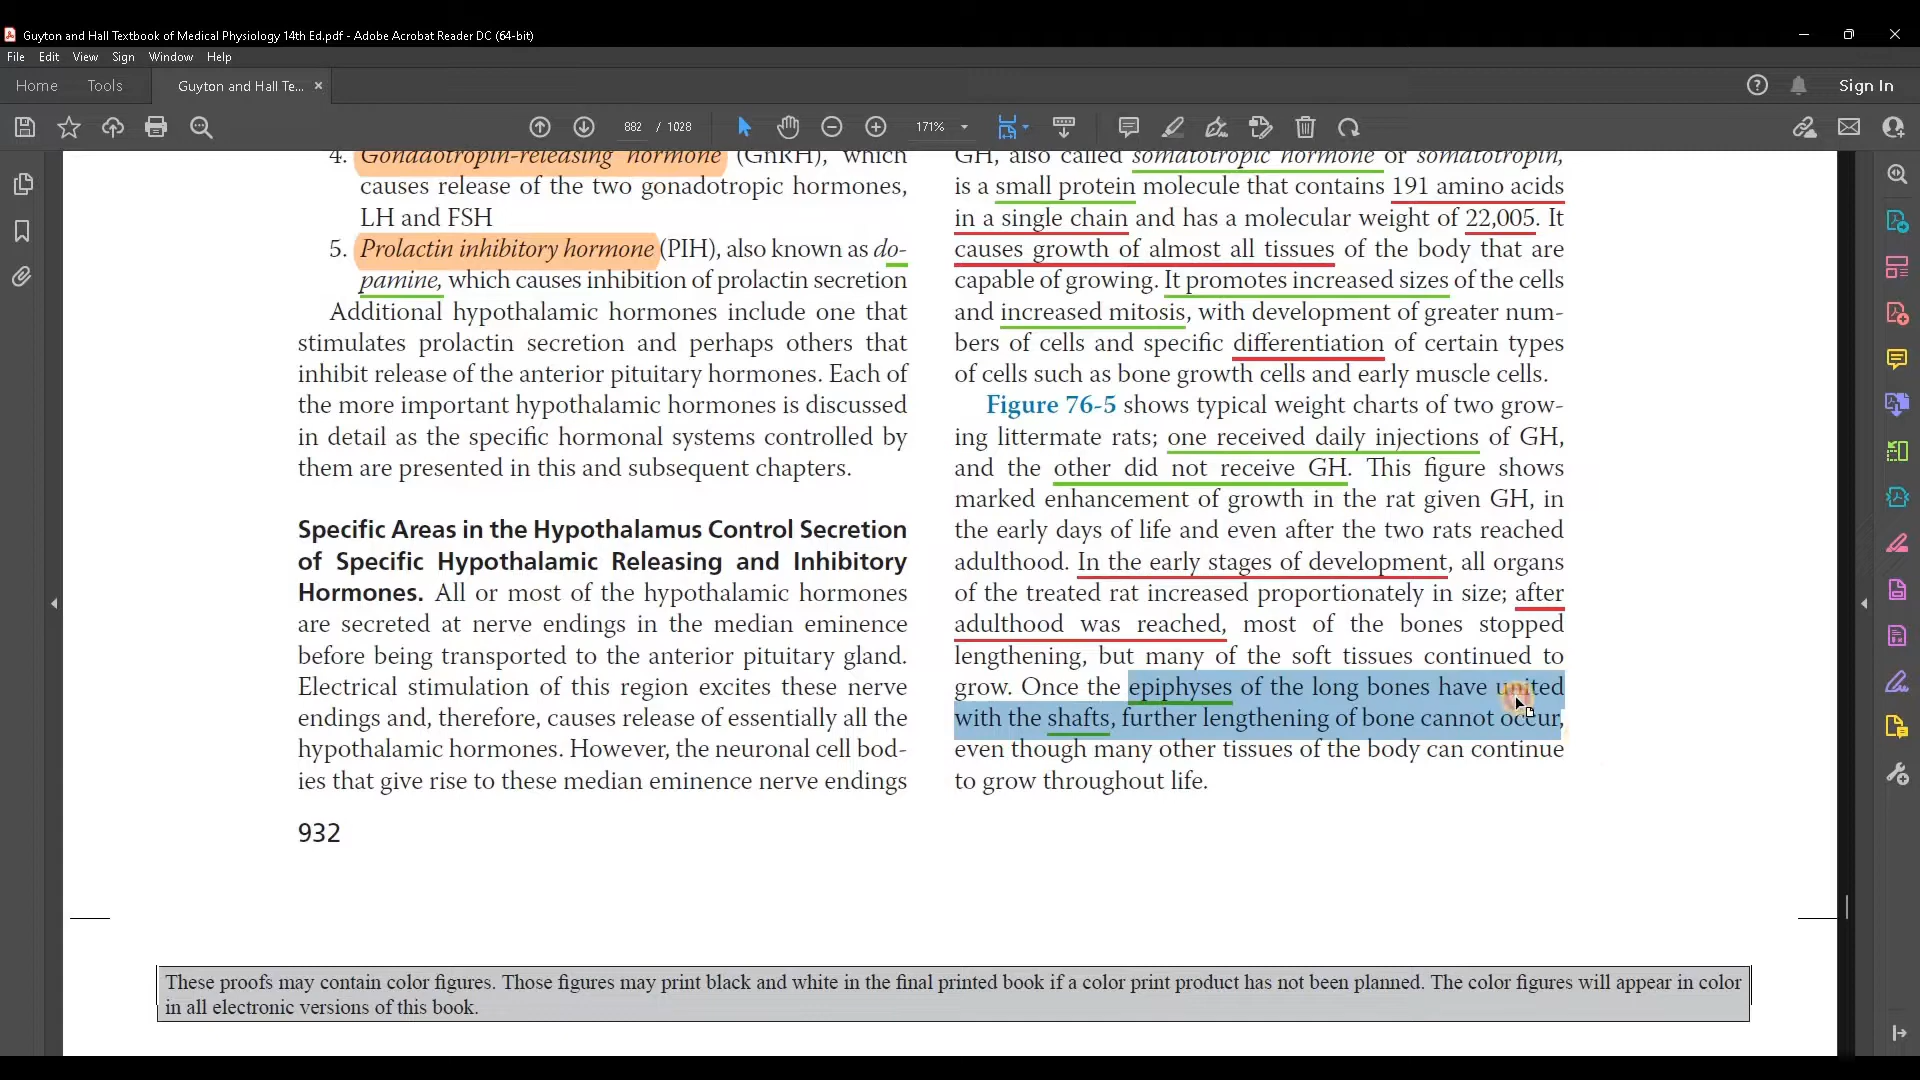 Guyton and Hall Textbook of Medical Physiology 14th Ed.pdf - Adobe Acrobat Reader DC (64-bit)
File Edit View Sign Window Help
Home Tools Guyton and Hall Te... × Sign In
882 / 1028 171%
4. Gonadotropin-releasing hormone (GnRH), which
causes release of the two gonadotropic hormones,
LH and FSH
5. Prolactin inhibitory hormone (PIH), also known as do-
pamine, which causes inhibition of prolactin secretion
Additional hypothalamic hormones include one that
stimulates prolactin secretion and perhaps others that
inhibit release of the anterior pituitary hormones. Each of
the more important hypothalamic hormones is discussed
in detail as the specific hormonal systems controlled by
them are presented in this and subsequent chapters.
Specific Areas in the Hypothalamus Control Secretion
of Specific Hypothalamic Releasing and Inhibitory
Hormones. All or most of the hypothalamic hormones
are secreted at nerve endings in the median eminence
before being transported to the anterior pituitary gland.
Electrical stimulation of this region excites these nerve
endings and, therefore, causes release of essentially all the
hypothalamic hormones. However, the neuronal cell bod-
ies that give rise to these median eminence nerve endings
932
GH, also called somatotropic hormone or somatotropin,
is a small protein molecule that contains 191 amino acids
in a single chain and has a molecular weight of 22,005. It
causes growth of almost all tissues of the body that are
capable of growing. It promotes increased sizes of the cells
and increased mitosis, with development of greater num-
bers of cells and specific differentiation of certain types
of cells such as bone growth cells and early muscle cells.
Figure 76-5 shows typical weight charts of two grow-
ing littermate rats; one received daily injections of GH,
and the other did not receive GH. This figure shows
marked enhancement of growth in the rat given GH, in
the early days of life and even after the two rats reached
adulthood. In the early stages of development, all organs
of the treated rat increased proportionately in size; after
adulthood was reached, most of the bones stopped
lengthening, but many of the soft tissues continued to
grow. Once the epiphyses of the long bones have united
with the shafts, further lengthening of bone cannot occur,
even though many other tissues of the body can continue
to grow throughout life.
These proofs may contain color figures. Those figures may print black and white in the final printed book if a color print product has not been planned. The color figures will appear in color
in all electronic versions of this book.